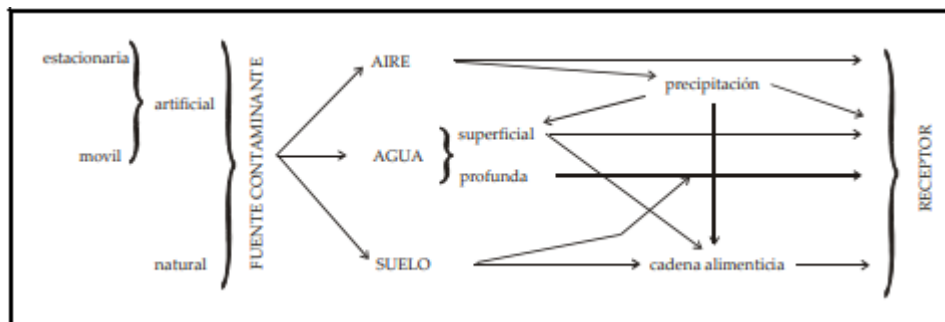 estacionaria
artificial
movil
natural
FUENTE CONTAMINANTE
AIRE
precipitación
AGUA
superficial
profunda
SUELO
cadena alimenticia
RECEPTOR